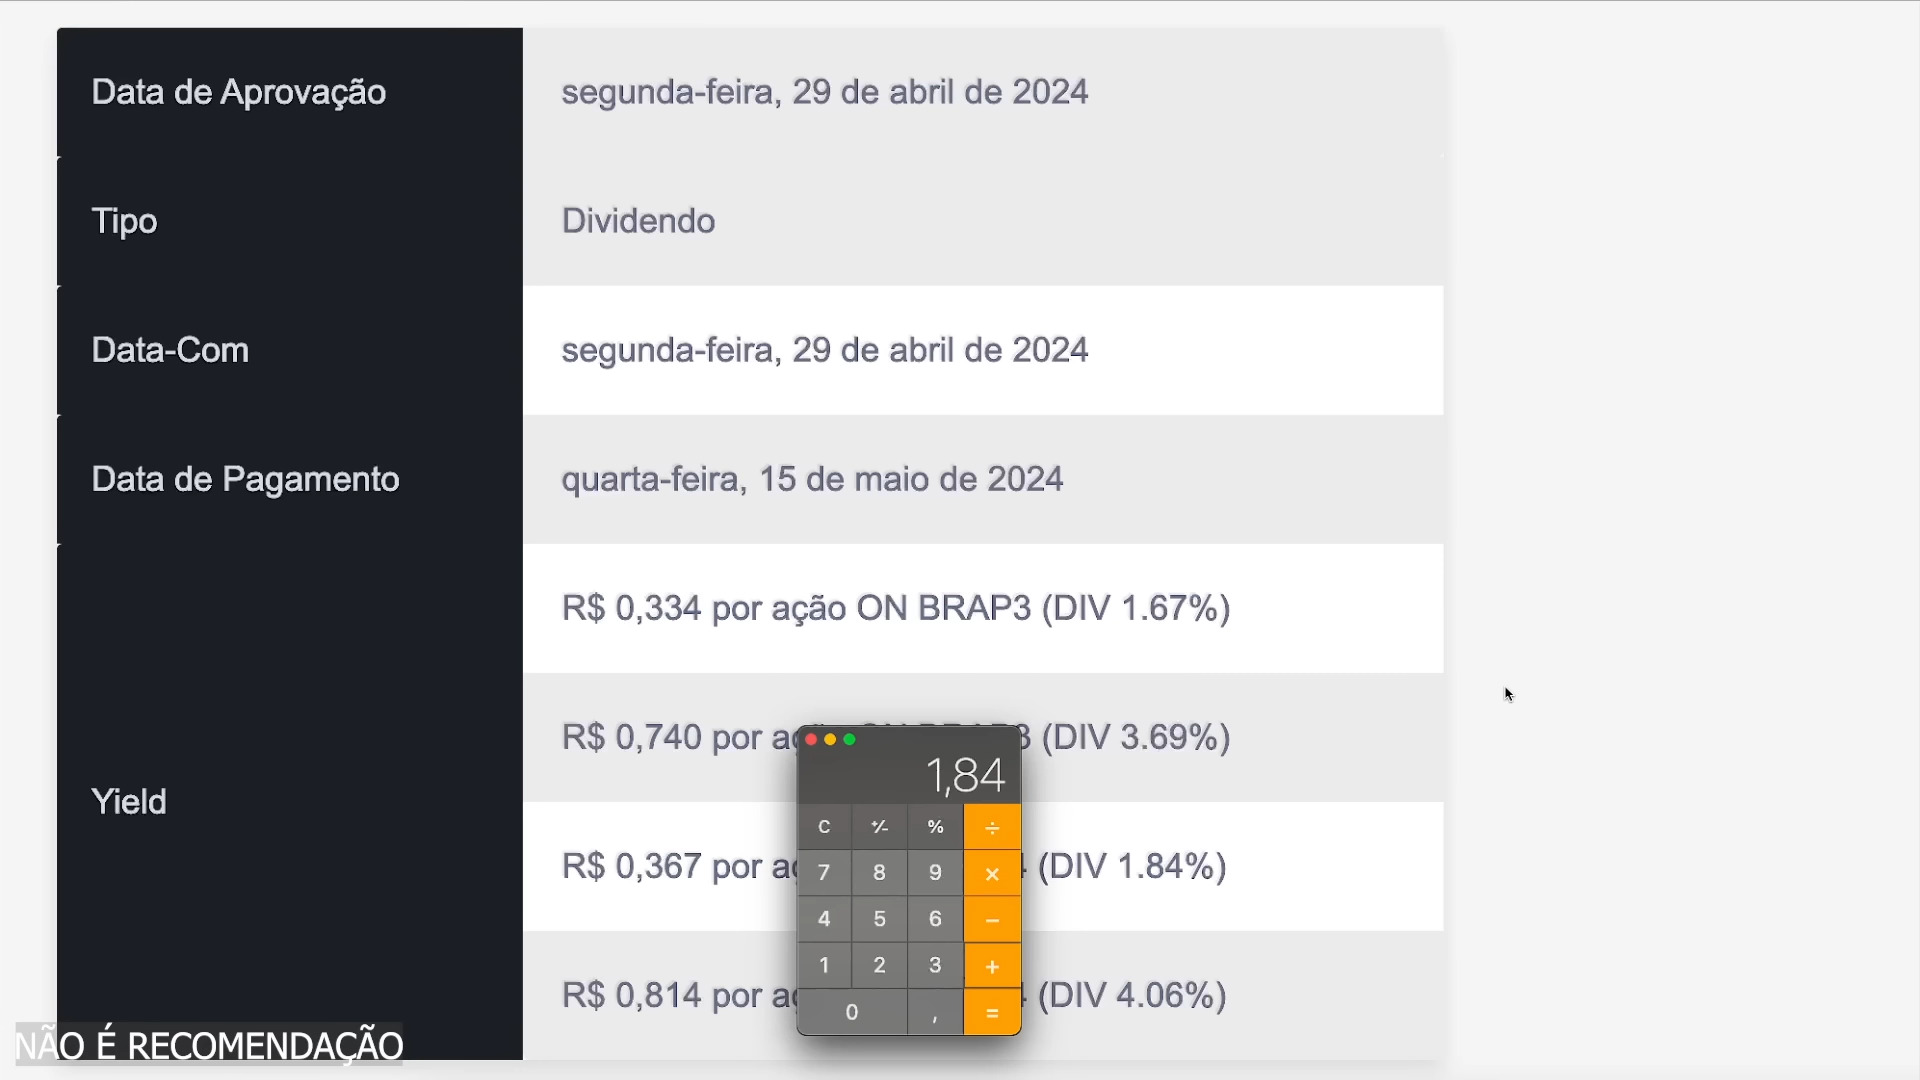 Data de Aprovação segunda-feira, 29 de abril de 2024
Tipo Dividendo
Data-Com segunda-feira, 29 de abril de 2024
Data de Pagamento quarta-feira, 15 de maio de 2024
Yield
R$ 0,334 por ação ON BRAP3 (DIV 1.67%)
R$ 0,740 por (DIV 3.69%)
R$ 0,367 por (DIV 1.84%)
R$ 0,814 por (DIV 4.06%)
1,84
C +⁄- % ÷
7 8 9 ×
4 5 6 −
1 2 3 +
0 , =
NÃO É RECOMENDAÇÃO